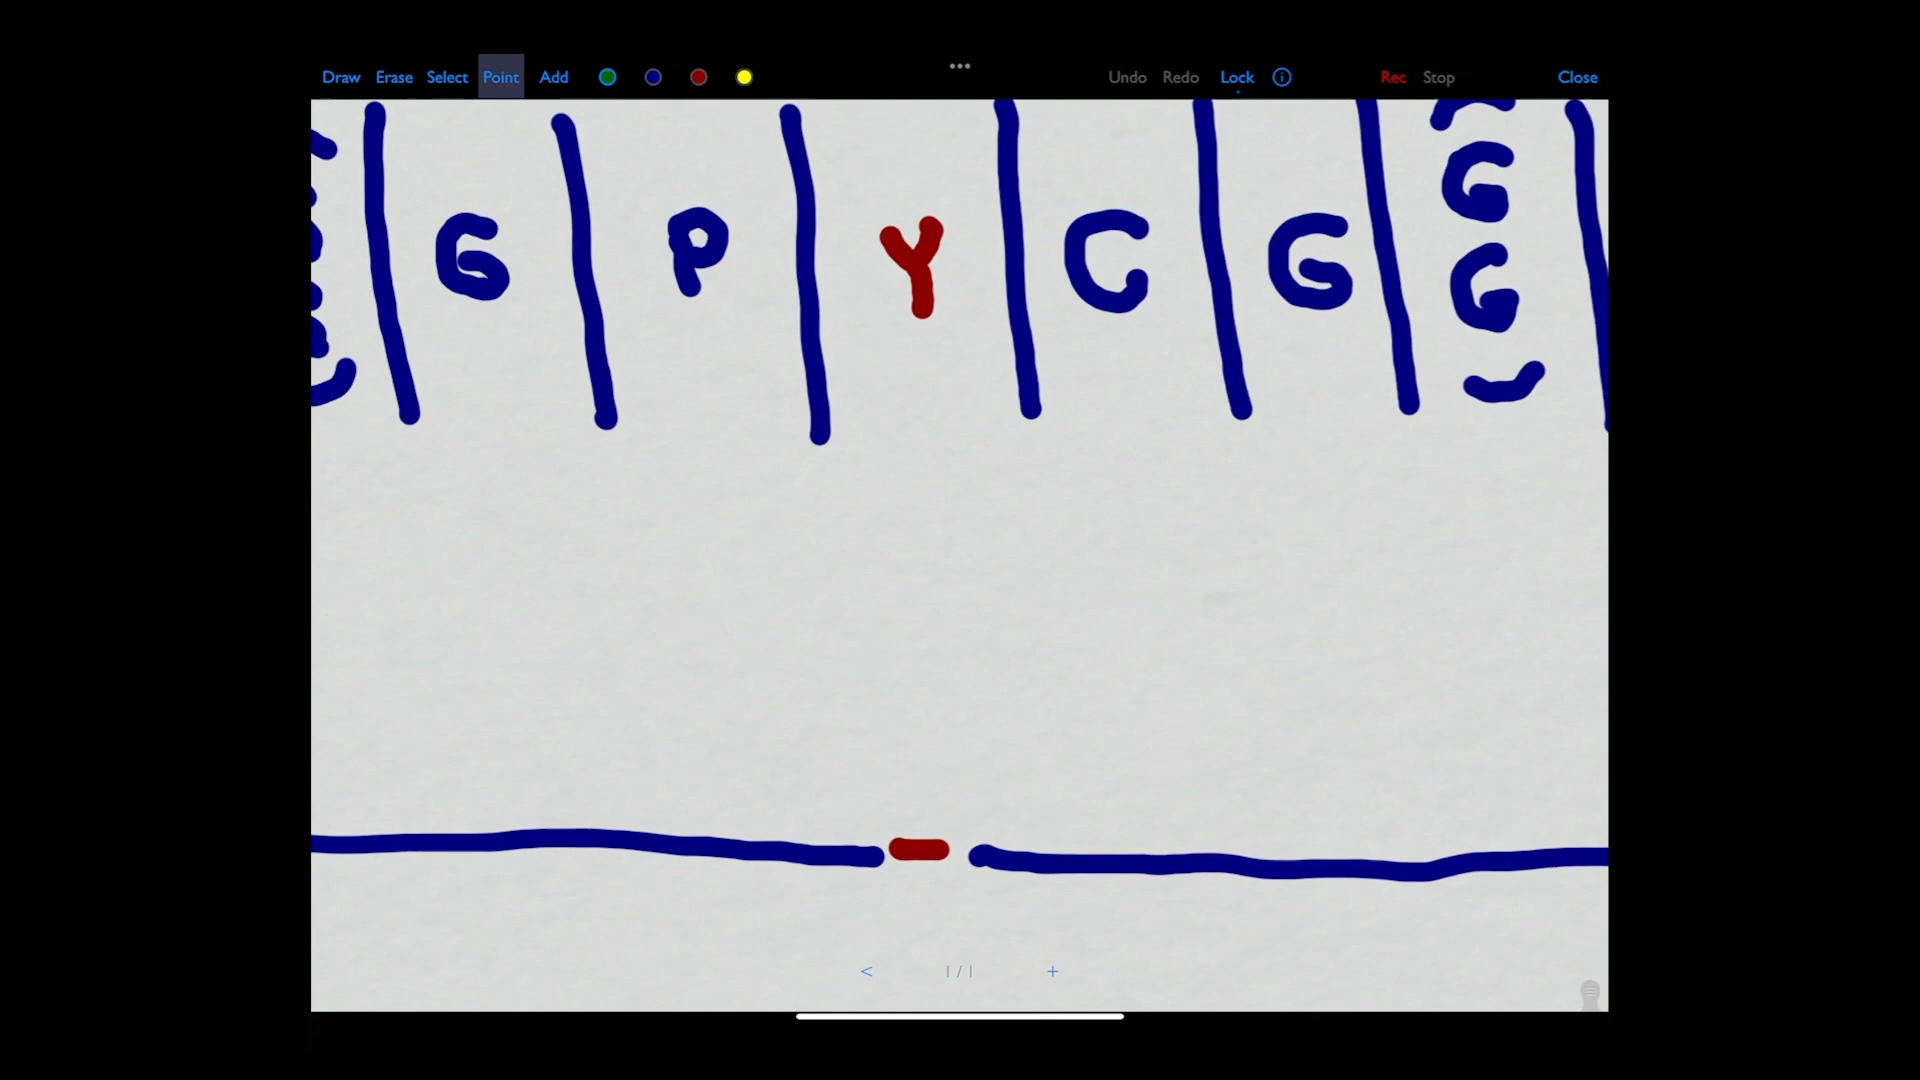 Draw Erase Select Point Add Undo Redo Lock Rec Stop Close
G P Y C G G
G
< 1 / 1 +